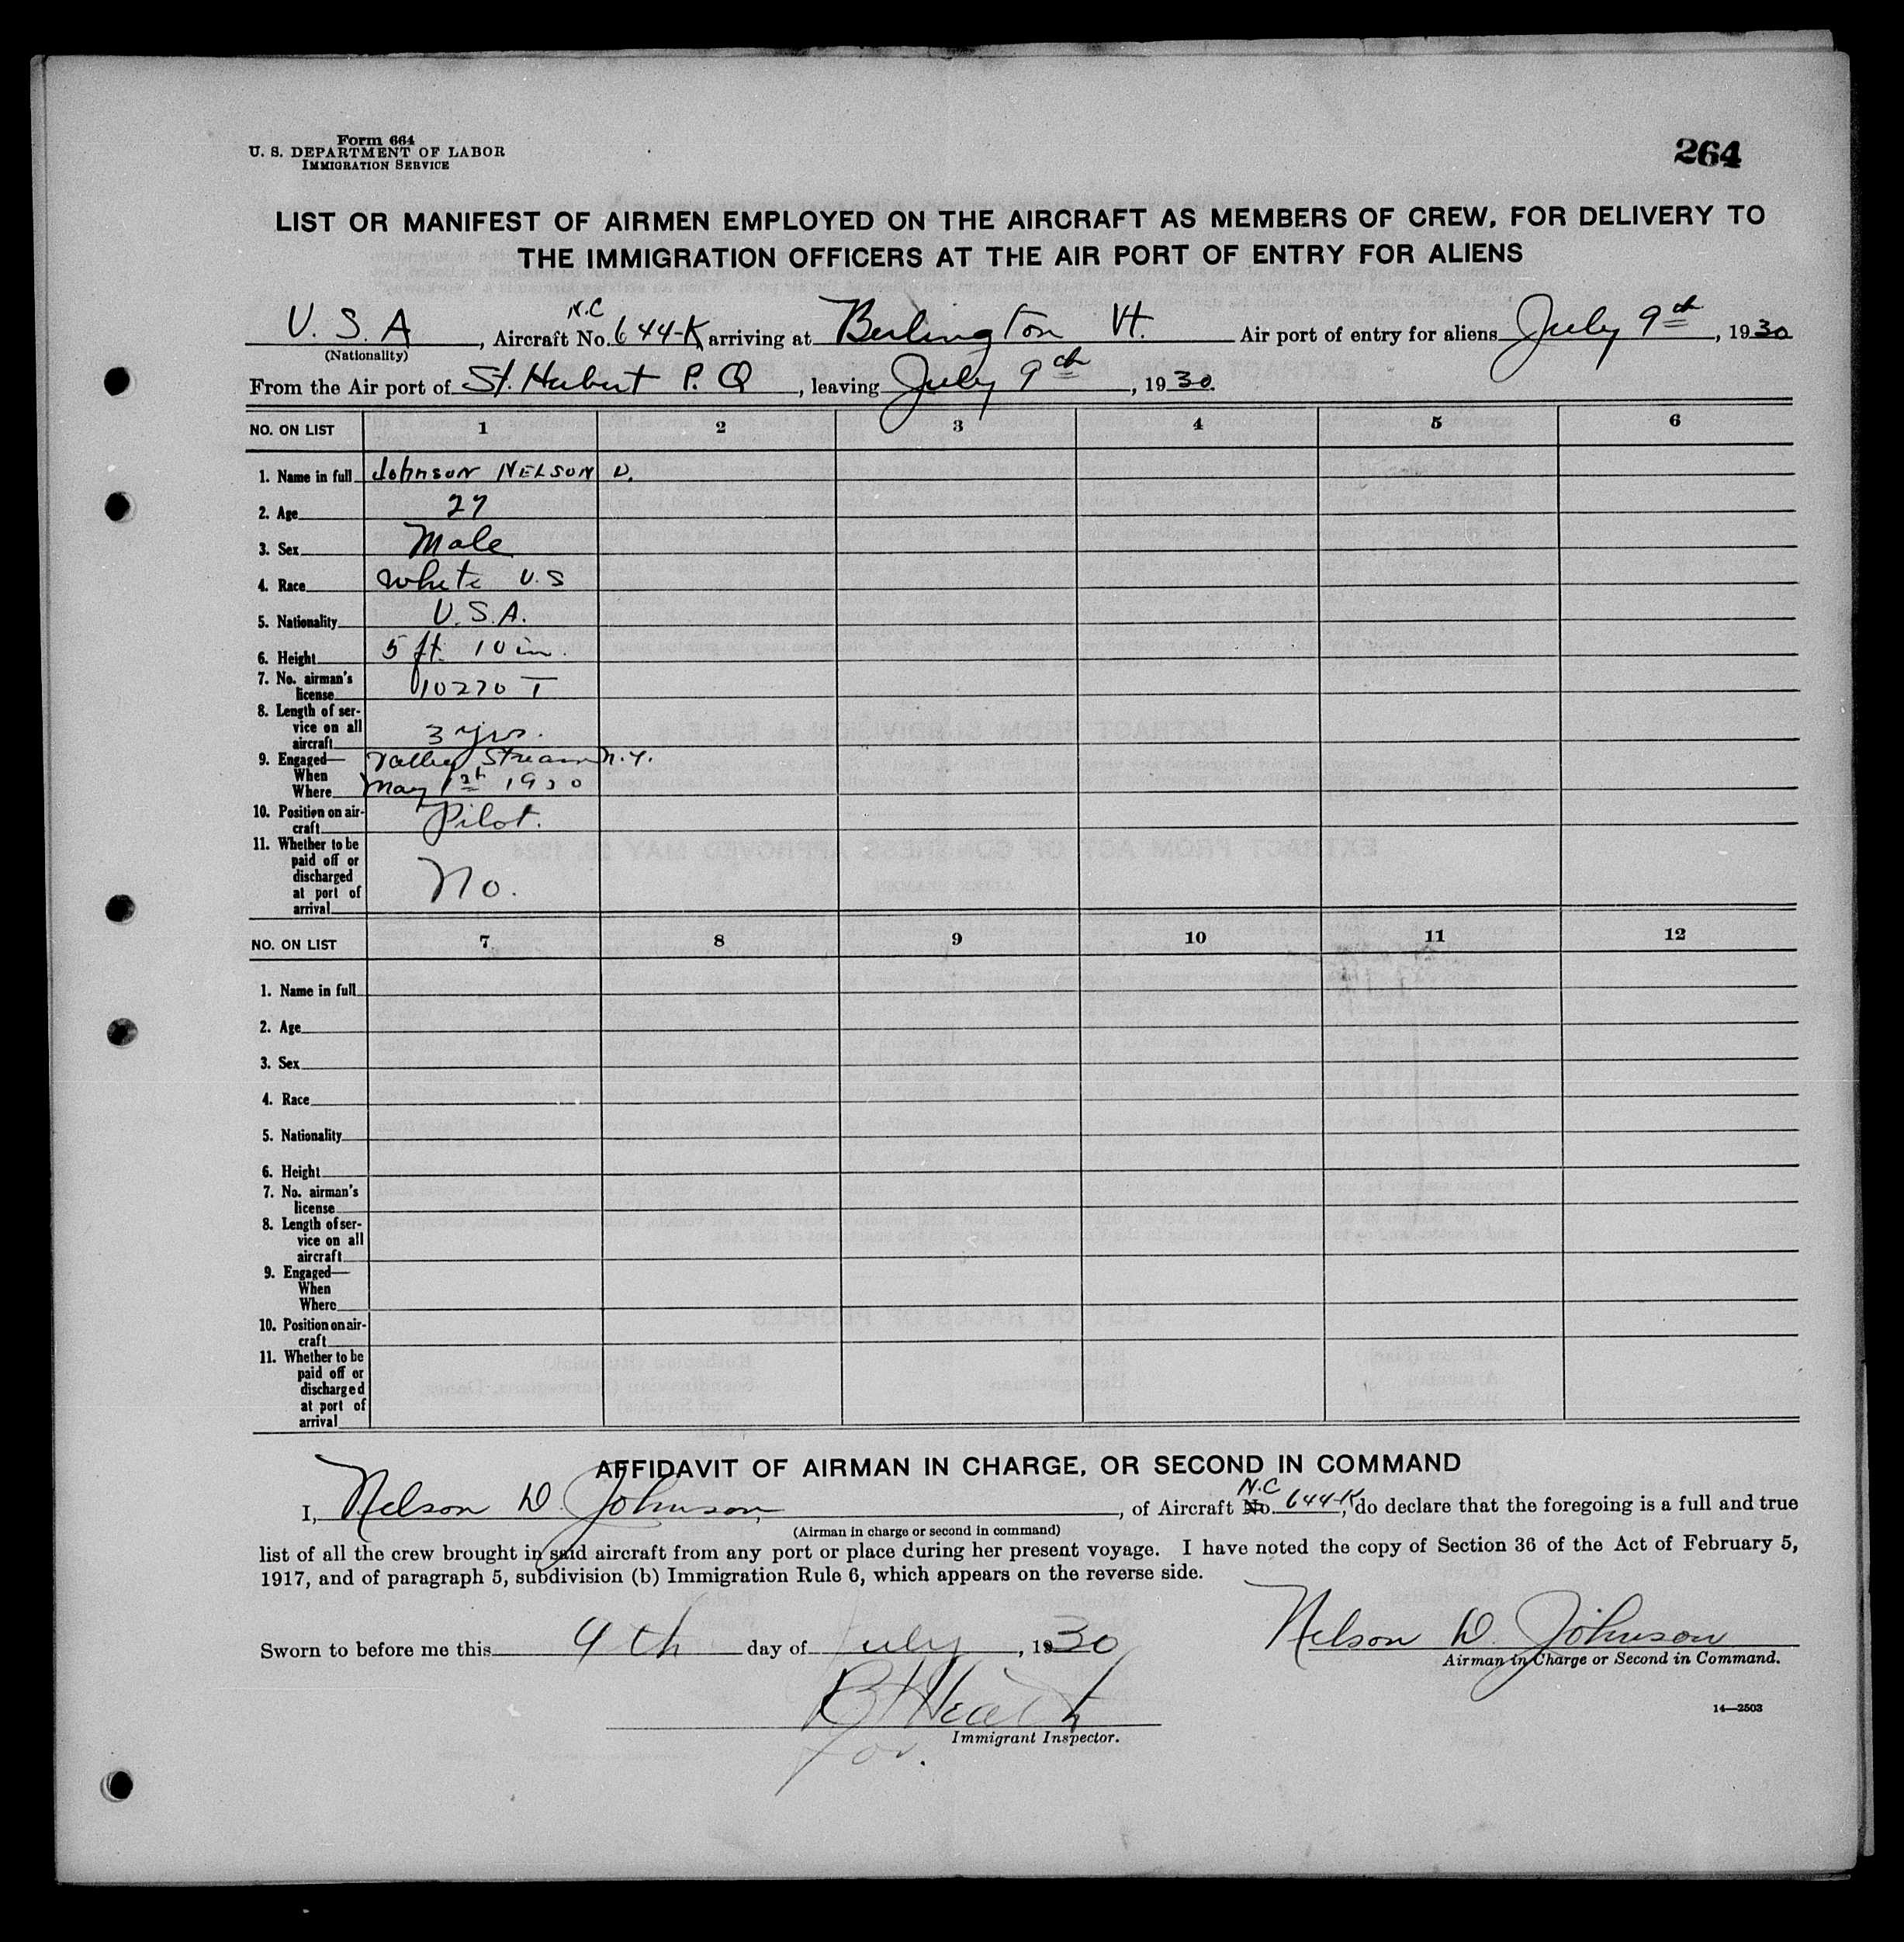 Form 664
U. S. DEPARTMENT OF LABOR
IMMIGRATION SERVICE
264
LIST OR MANIFEST OF AIRMEN EMPLOYED ON THE AIRCRAFT AS MEMBERS OF CREW, FOR DELIVERY TO
THE IMMIGRATION OFFICERS AT THE AIR PORT OF ENTRY FOR ALIENS
U. S. A, Aircraft No. N.C 644-K arriving at Burlington Vt. Air port of entry for aliens July 9th, 1930
(Nationality)
From the Air port of St. Hubert P. Q, leaving July 9th, 1930.
NO. ON LIST 1 2 3 4 5 6
1. Name in full Johnson NELSON D.
2. Age 27
3. Sex Male
4. Race White U.S
5. Nationality U.S.A.
6. Height 5 ft. 10 in.
7. No. airman's
license 10270 T
8. Length of ser-
vice on all
aircraft 3 yrs.
9. Engaged— Valley Stream N.Y.
When
Where May 1930
10. Position on air-
craft Pilot.
11. Whether to be
paid off or
discharged
at port of
arrival No.
NO. ON LIST 7 8 9 10 11 12
1. Name in full
2. Age
3. Sex
4. Race
5. Nationality
6. Height
7. No. airman's
license
8. Length of ser-
vice on all
aircraft
9. Engaged—
When
Where
10. Position on air-
craft
11. Whether to be
paid off or
discharged
at port of
arrival
AFFIDAVIT OF AIRMAN IN CHARGE, OR SECOND IN COMMAND
I, Nelson D. Johnson, of Aircraft No. N.C 644-K, do declare that the foregoing is a full and true
(Airman in charge or second in command)
list of all the crew brought in said aircraft from any port or place during her present voyage. I have noted the copy of Section 36 of the Act of February 5,
1917, and of paragraph 5, subdivision (b) Immigration Rule 6, which appears on the reverse side.
Nelson D. Johnson
Sworn to before me this 9th day of July, 1930
Airman in Charge or Second in Command.
B Heath
14—2503
Immigrant Inspector.